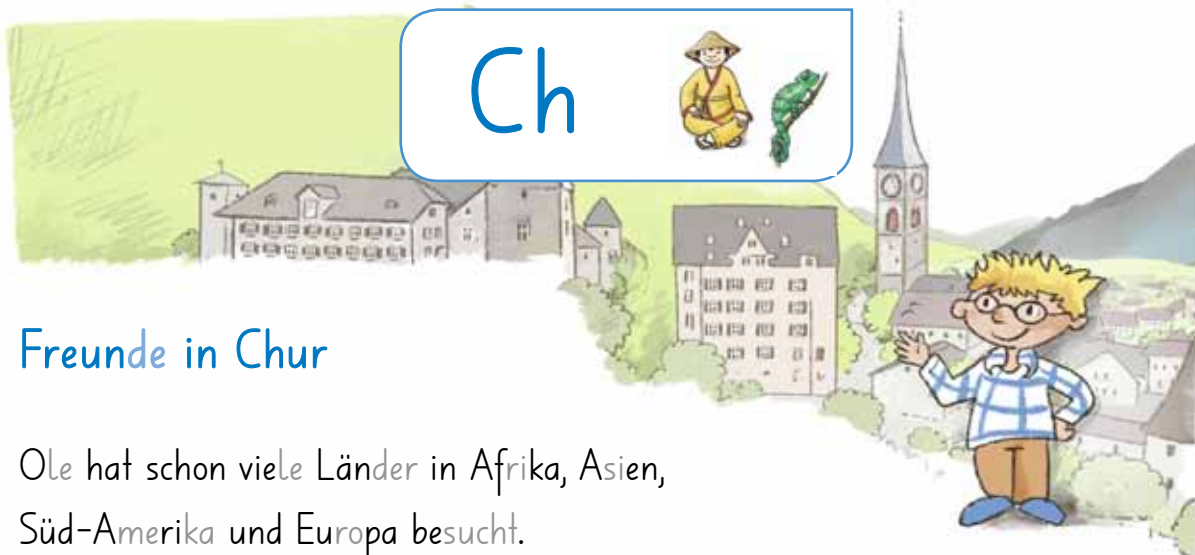 Ch
Freunde in Chur
Ole hat schon viele Länder in Afrika, Asien,
Süd-Amerika und Europa besucht.